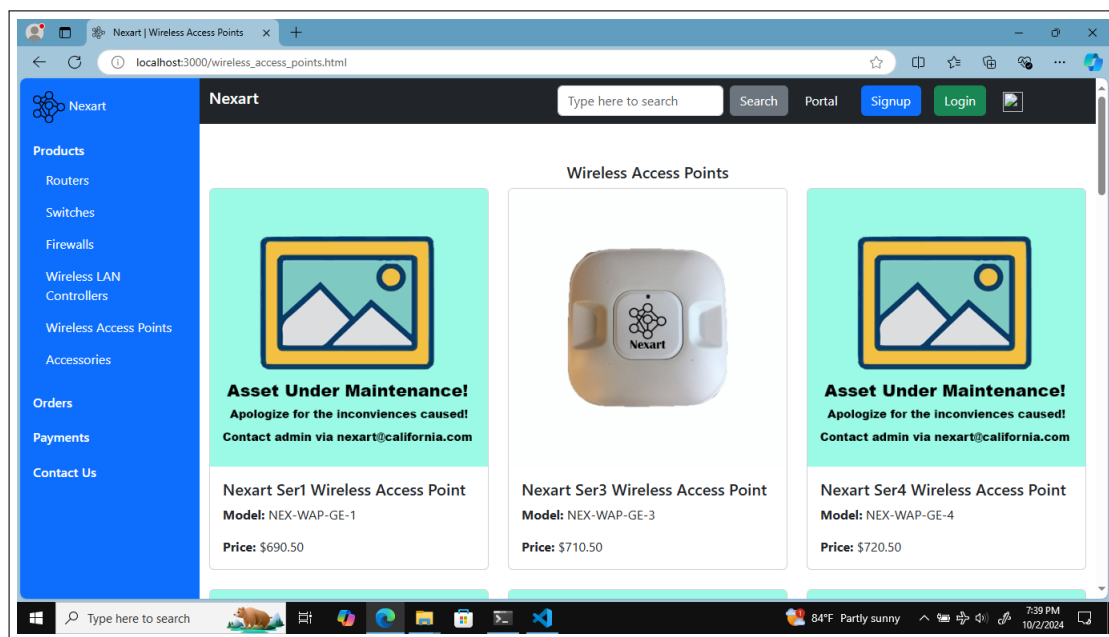 Nexart | Wireless Access Points
localhost:3000/wireless_access_points.html
Nexart
Products
Routers
Switches
Firewalls
Wireless LAN
Controllers
Wireless Access Points
Accessories
Orders
Payments
Contact Us
Nexart
Type here to search
Search
Portal
Signup
Login
Wireless Access Points
Asset Under Maintenance!
Apologize for the inconviences caused!
Contact admin via nexart@california.com
Nexart Ser1 Wireless Access Point
Model: NEX-WAP-GE-1
Price: $690.50
Nexart
Nexart Ser3 Wireless Access Point
Model: NEX-WAP-GE-3
Price: $710.50
Asset Under Maintenance!
Apologize for the inconviences caused!
Contact admin via nexart@california.com
Nexart Ser4 Wireless Access Point
Model: NEX-WAP-GE-4
Price: $720.50
Type here to search
1
84°F Partly sunny
7:39 PM
10/2/2024